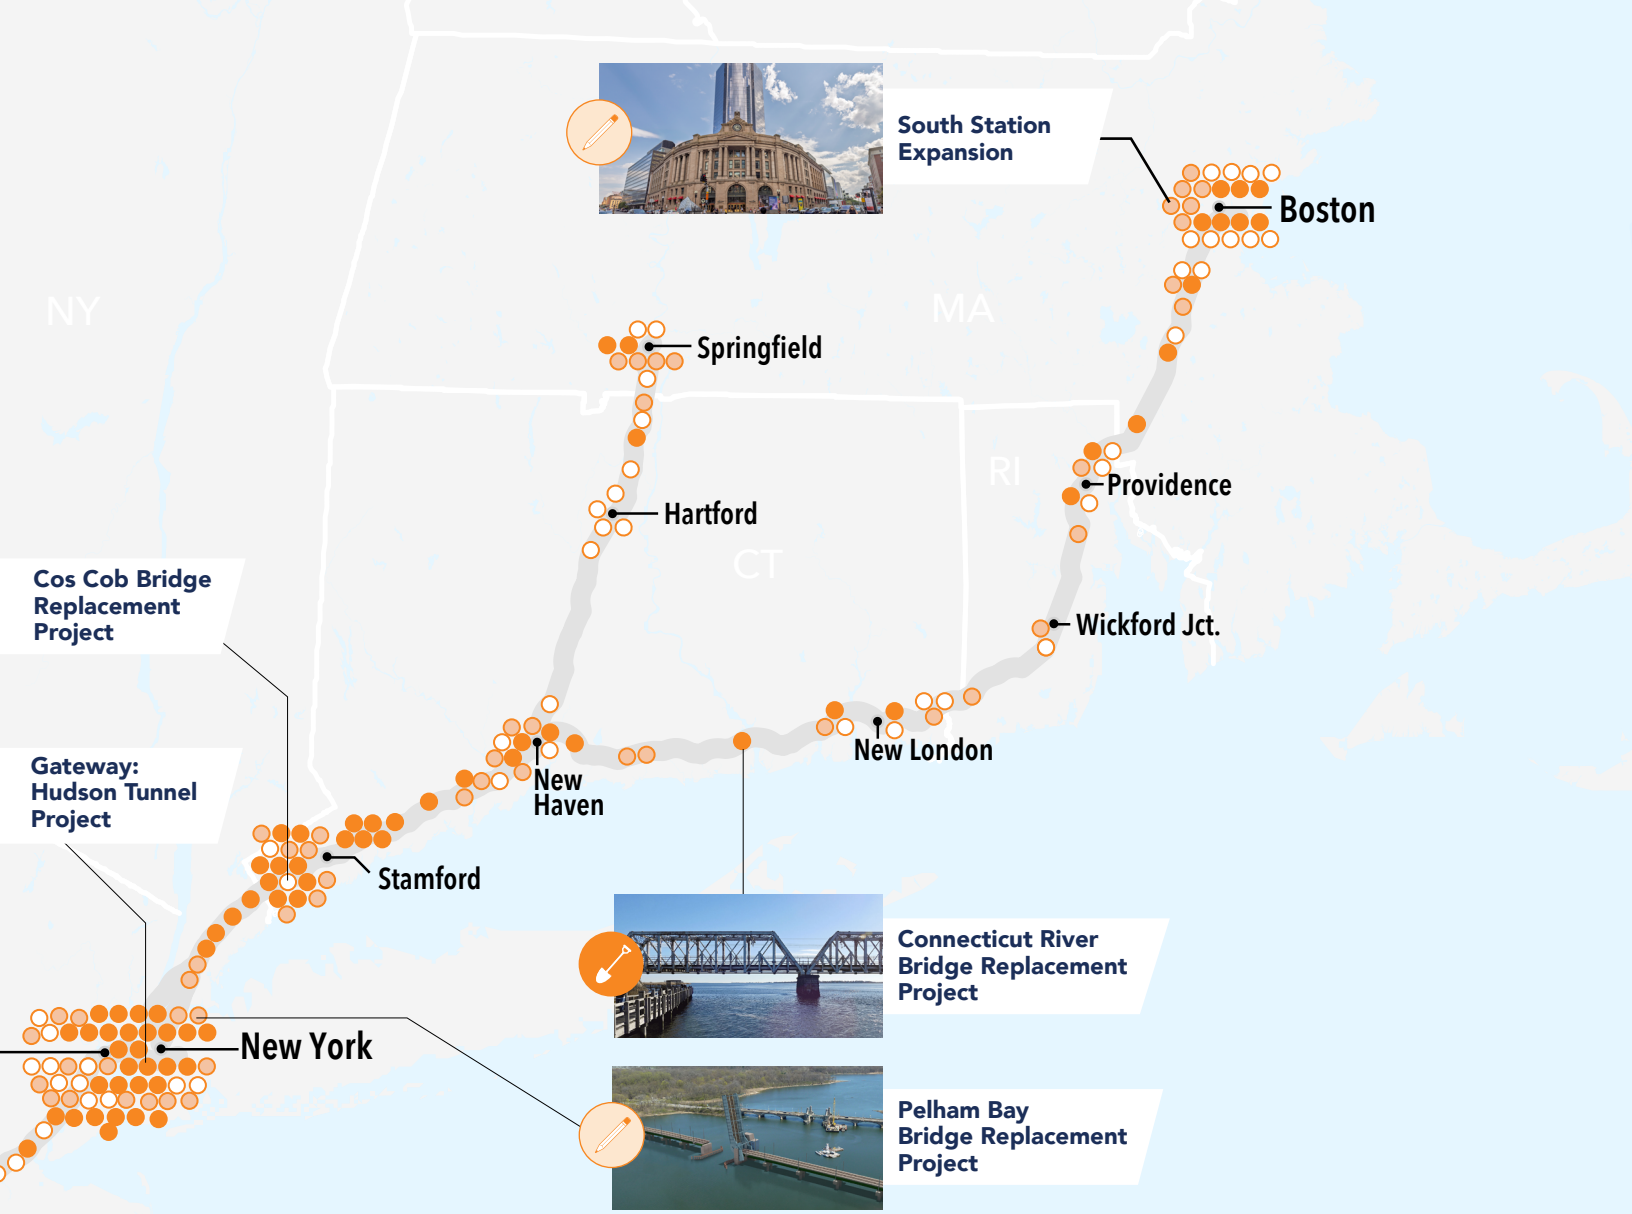 South Station
Expansion
Boston
NY
MA
Springfield
RI
Providence
Hartford
CT
Cos Cob Bridge
Replacement
Project
Wickford Jct.
New London
New
Haven
Gateway:
Hudson Tunnel
Project
Stamford
Connecticut River
Bridge Replacement
Project
New York
Pelham Bay
Bridge Replacement
Project